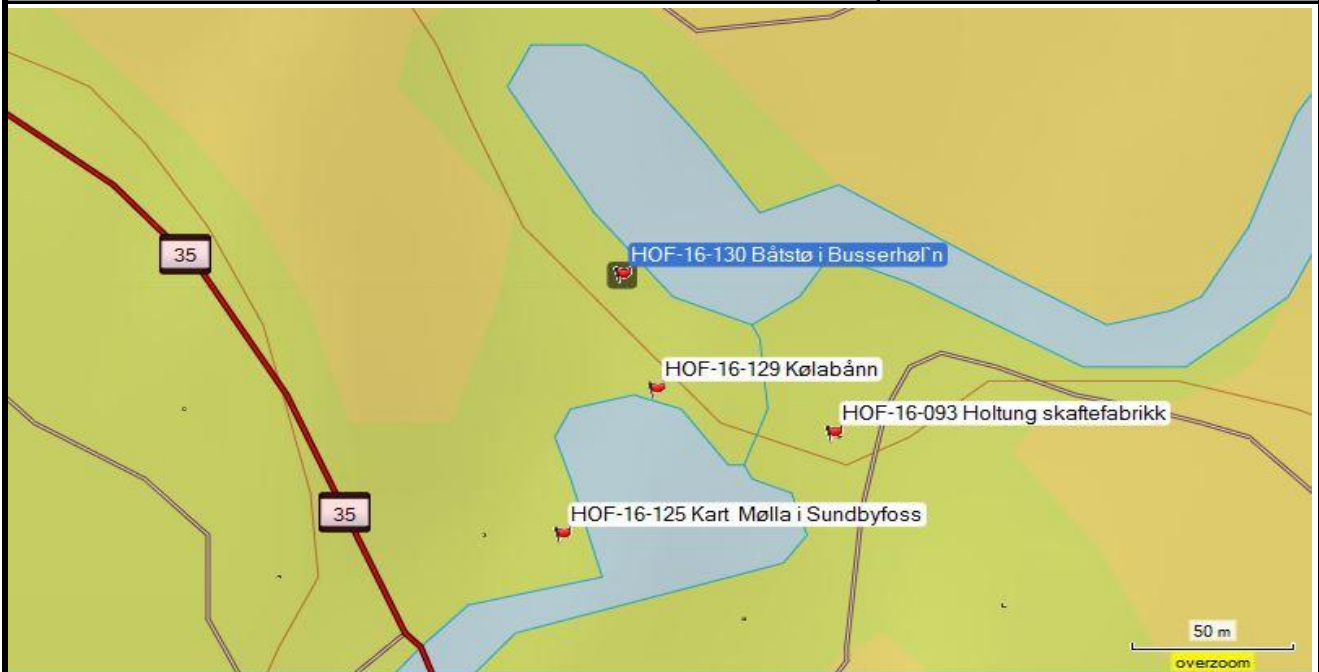 35
HOF-16-130 Båtstø i Busserhøl`n
HOF-16-129 Kølabånn
HOF-16-093 Holtung skaftefabrikk
35
HOF-16-125 Kart Mølla i Sundbyfoss
50 m
overzoom